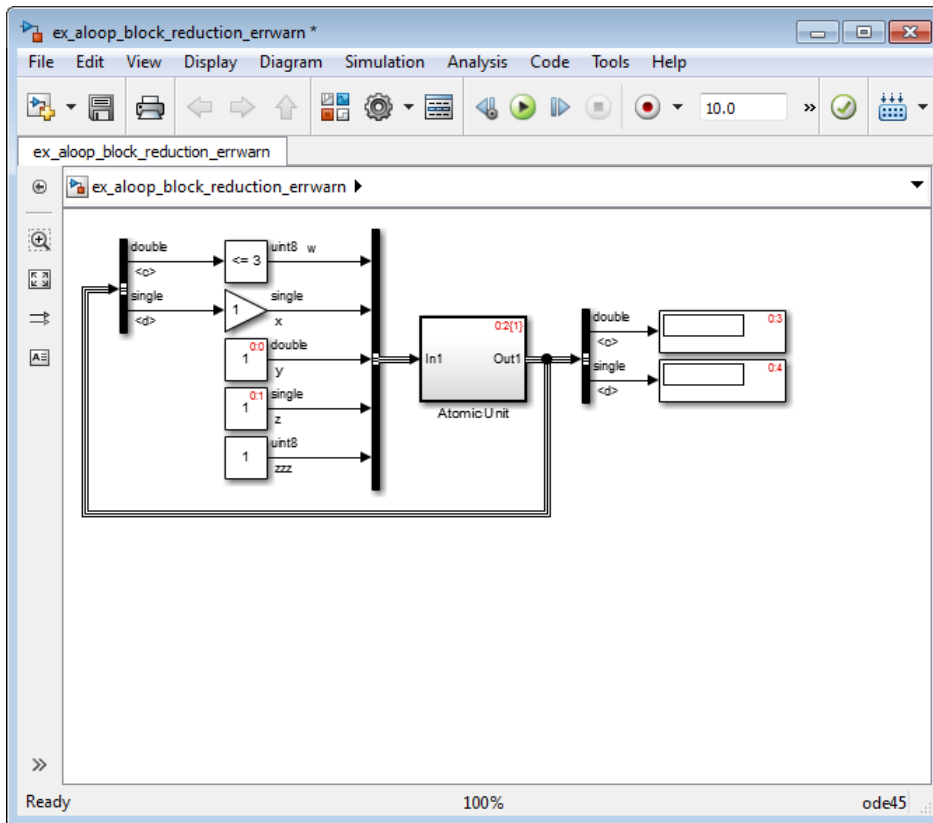 ex_aloop_block_reduction_errwarn *
File Edit View Display Diagram Simulation Analysis Code Tools Help
10.0 »
ex_aloop_block_reduction_errwarn
ex_aloop_block_reduction_errwarn
double
<c>
single
<d>
<= 3
uint8 w
1
single
x
0:0
1
double
y
0:1
1
single
z
1
uint8
zzz
0:2{1}
In1 Out1
Atomic Unit
double
<c>
single
<d>
0:3
0:4
A
»
Ready 100% ode45